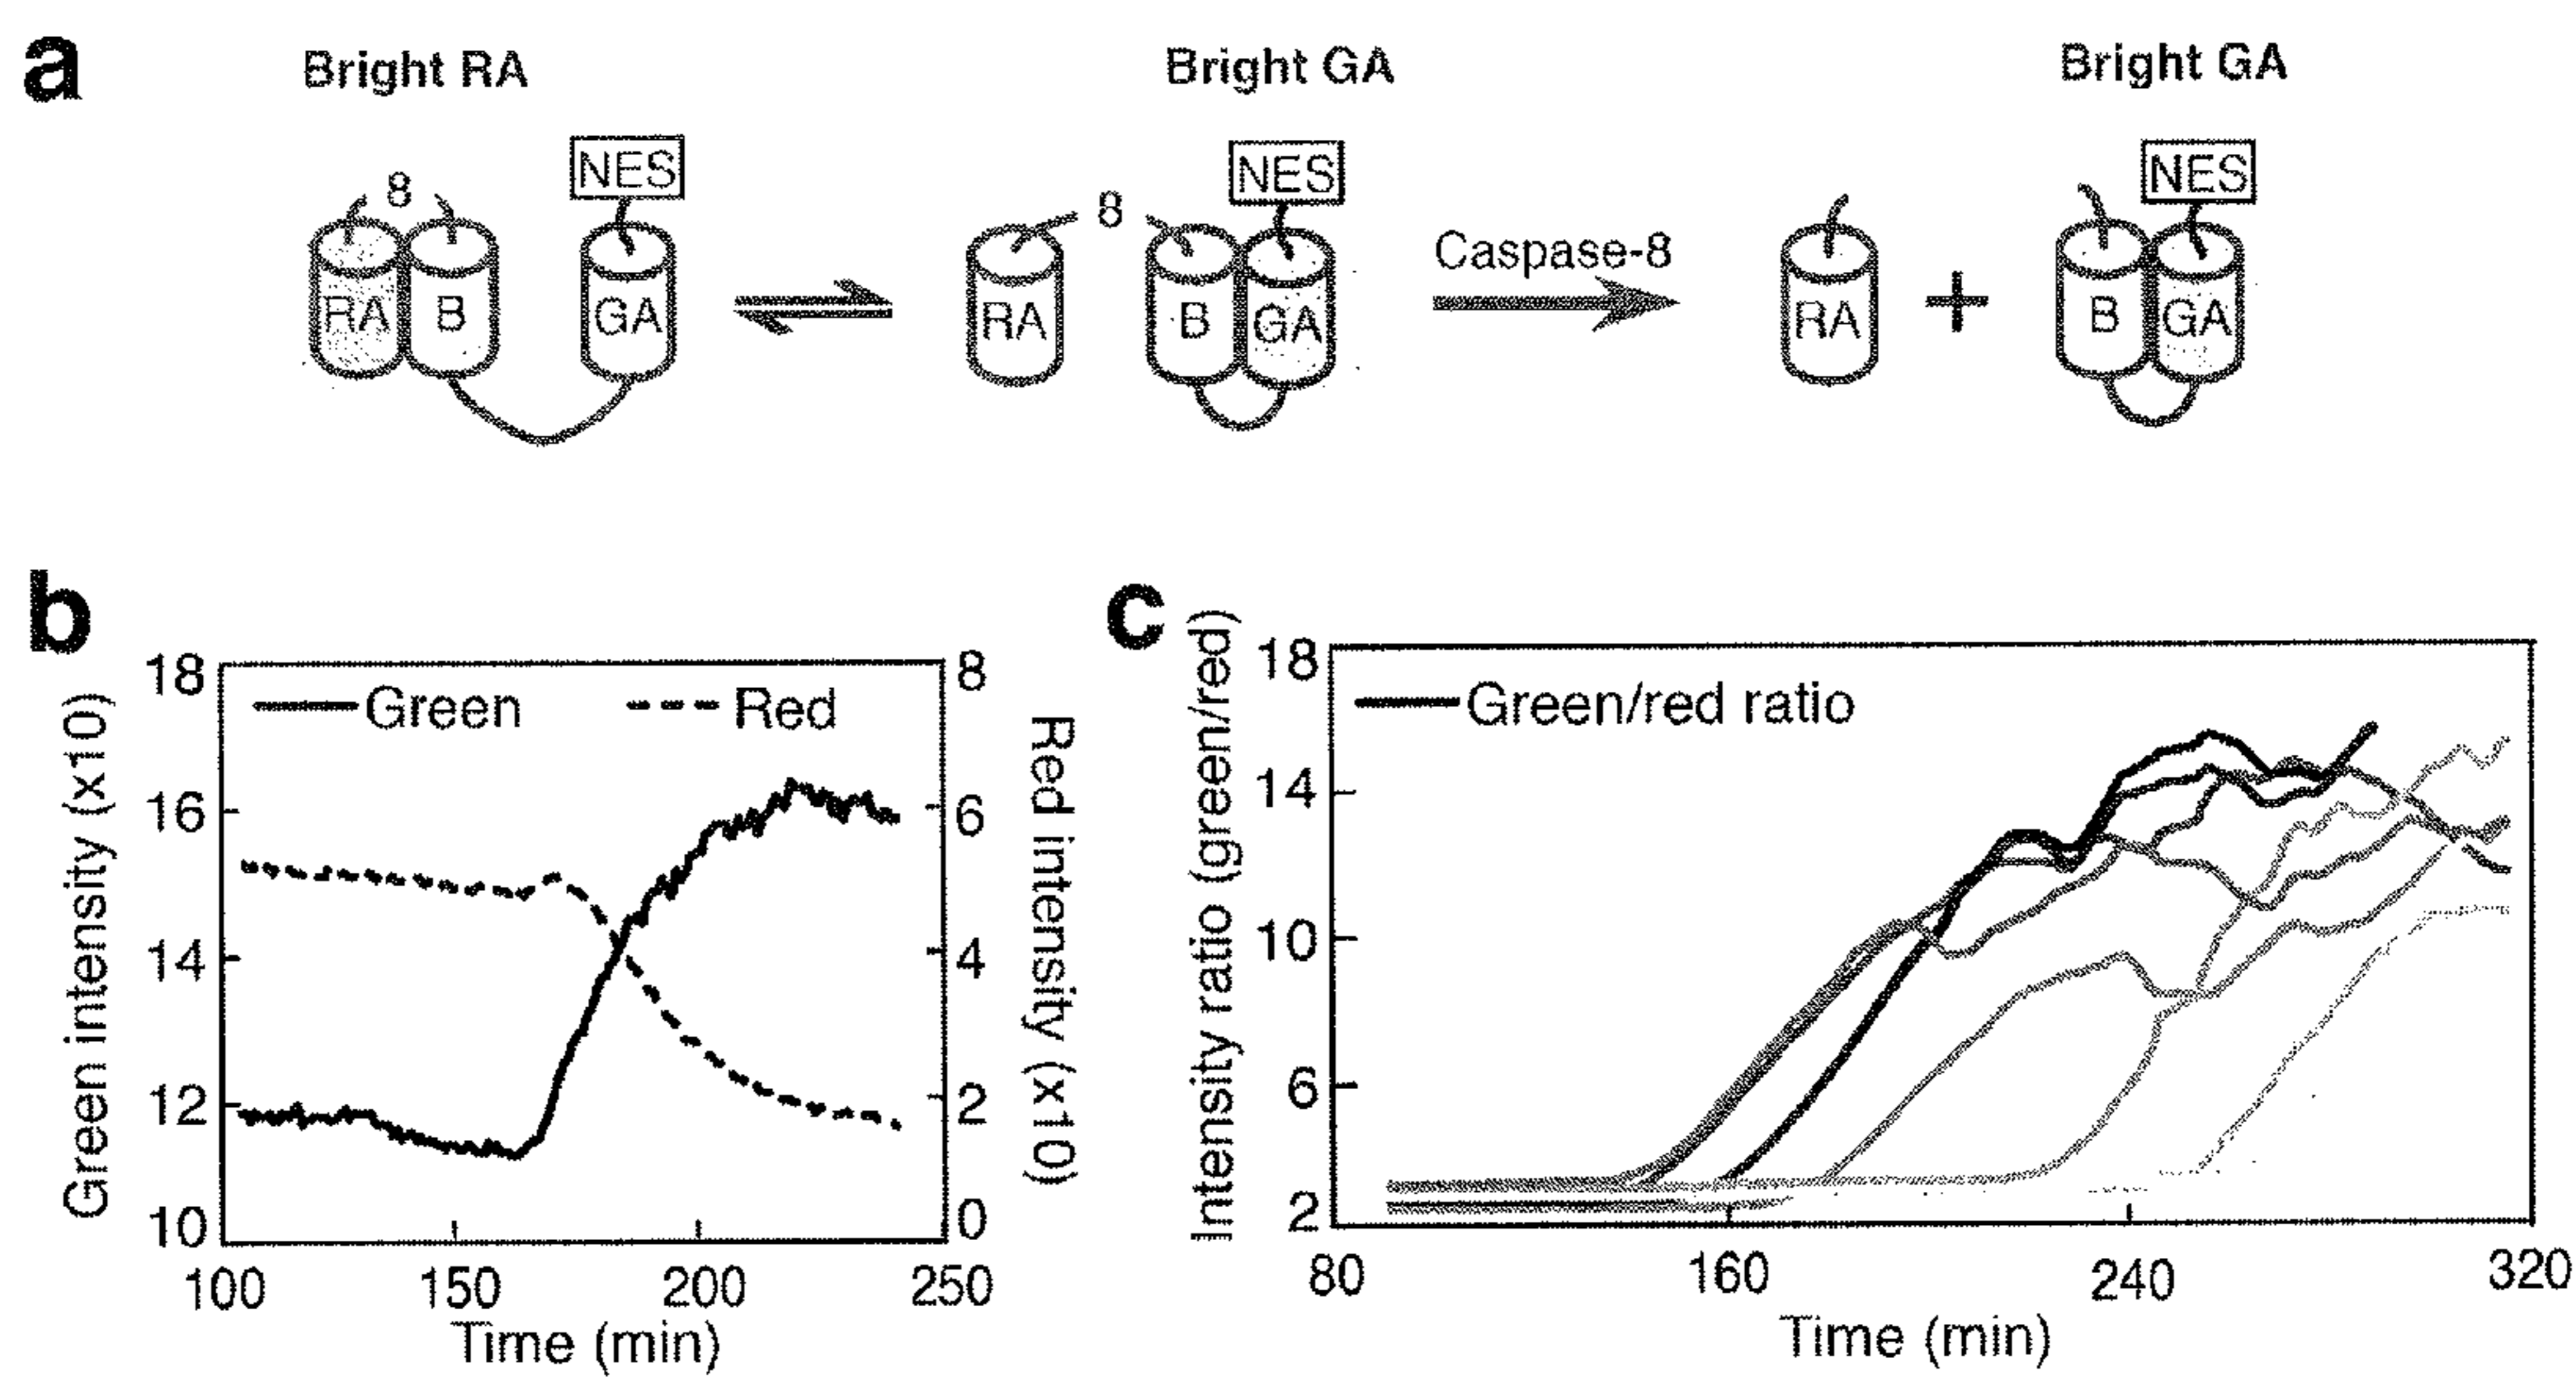 a
Bright RA
Bright GA
Bright GA
8
NES
RA
B
GA
8
NES
RA
B
GA
Caspase-8
RA
+
NES
B
GA
b
18
16
14
12
10
Green intensity (x10)
Green
Red
8
6
4
2
0
Red intensity (x10)
100
150
200
250
Time (min)
c
18
14
10
6
2
Intensity ratio (green/red)
Green/red ratio
80
160
240
320
Time (min)